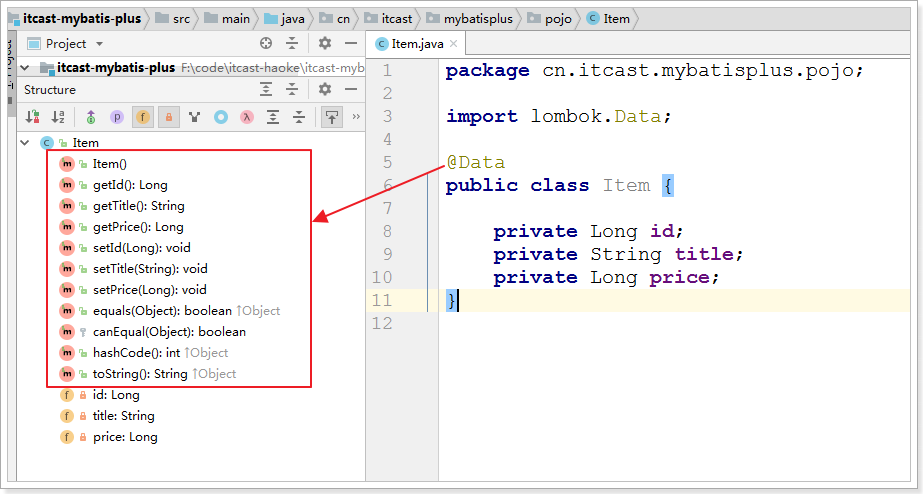 itcast-mybatis-plus src main java cn itcast mybatisplus pojo Item
Project
itcast-mybatis-plus F:\code\itcast-haoke\itcast-myb
Structure
Item
Item()
getId(): Long
getTitle(): String
getPrice(): Long
setId(Long): void
setTitle(String): void
setPrice(Long): void
equals(Object): boolean ↑Object
canEqual(Object): boolean
hashCode(): int ↑Object
toString(): String ↑Object
id: Long
title: String
price: Long
Item.java
1 package cn.itcast.mybatisplus.pojo;
2
3 import lombok.Data;
4
5 @Data
6 public class Item {
7
8 private Long id;
9 private String title;
10 private Long price;
11 }
12